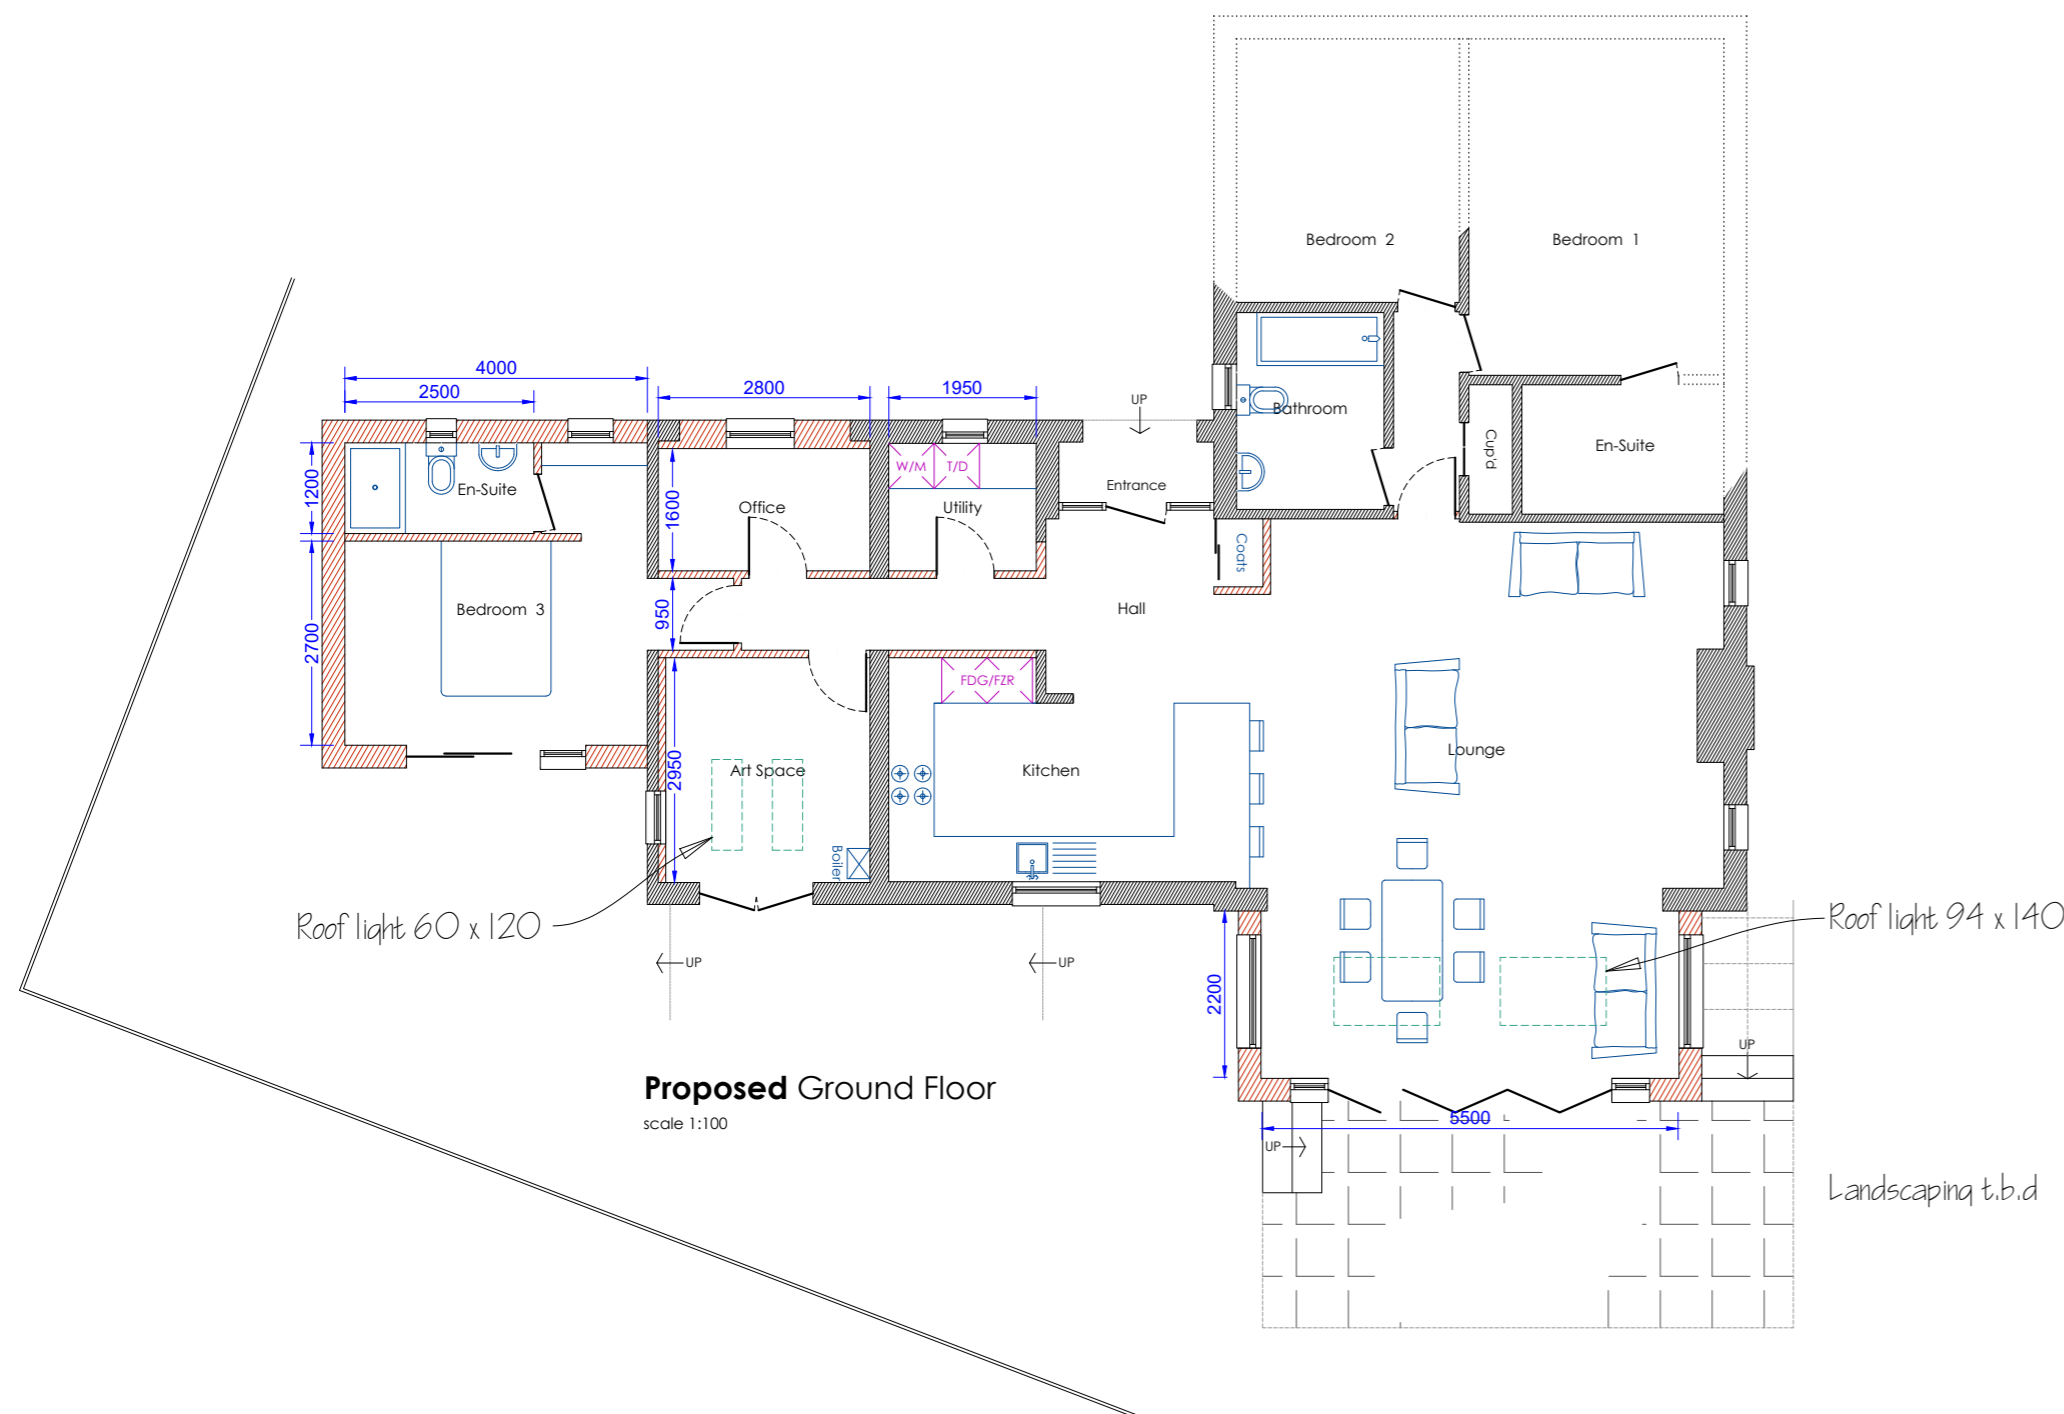 Bedroom 2
Bedroom 1
4000
2500
2800
1950
UP
Bathroom
Cup'd
En-Suite
1200
En-Suite
W/M
T/D
Entrance
1600
Office
Utility
Coats
2700
Bedroom 3
950
Hall
FDG/FZR
2950
Art Space
Kitchen
Lounge
Boiler
Roof light 60 x 120
Roof light 94 x 140
UP
UP
2200
UP
Proposed Ground Floor
scale 1:100
5500
UP
Landscaping t.b.d